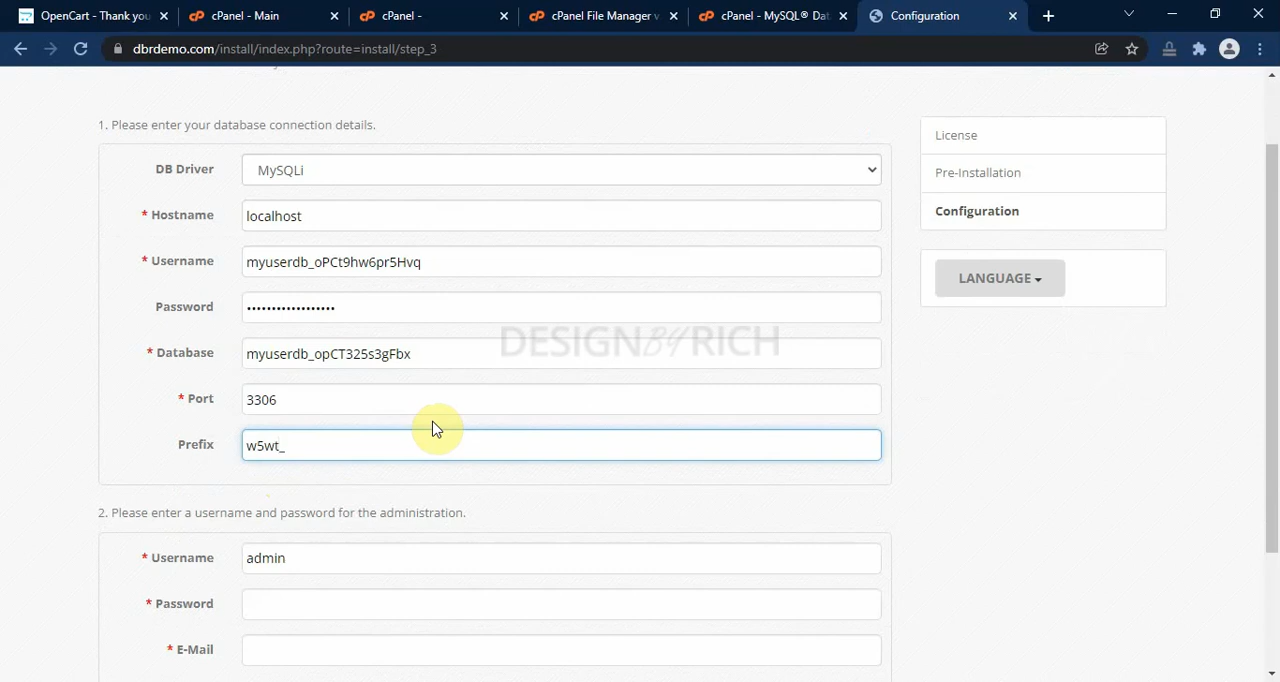 OpenCart - Thank you
cPanel - Main
cPanel -
cPanel File Manager v
cPanel - MySQL® Dat
Configuration
dbrdemo.com/install/index.php?route=install/step_3
1. Please enter your database connection details.
DB Driver
MySQLi
* Hostname
localhost
* Username
myuserdb_oPCt9hw6pr5Hvq
Password
••••••••••••••••••
* Database
myuserdb_opCT325s3gFbx
* Port
3306
Prefix
w5wt_
2. Please enter a username and password for the administration.
* Username
admin
* Password
* E-Mail
License
Pre-Installation
Configuration
LANGUAGE
DESIGN BY RICH